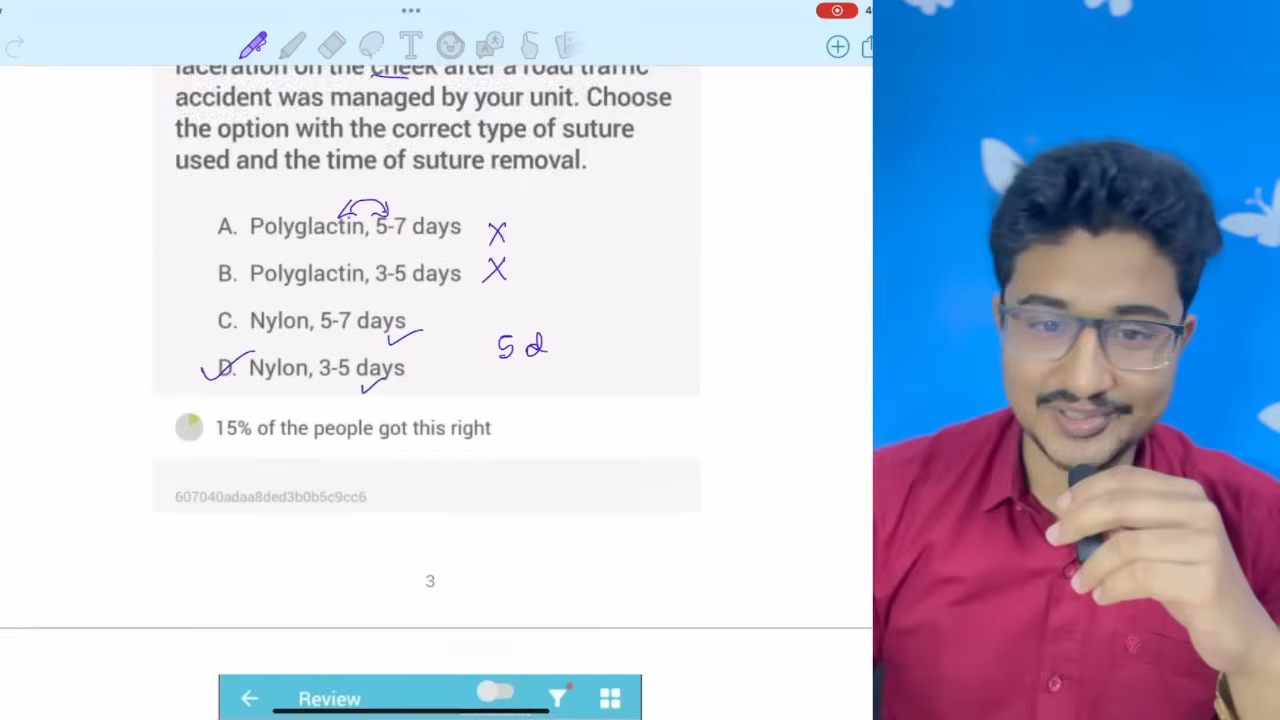 laceration on the cheek after a road traffic
accident was managed by your unit. Choose
the option with the correct type of suture
used and the time of suture removal.
A. Polyglactin, 5-7 days
B. Polyglactin, 3-5 days
C. Nylon, 5-7 days
5 d
D. Nylon, 3-5 days
15% of the people got this right
607040adaa8ded3b0b5c9cc6
3
Review